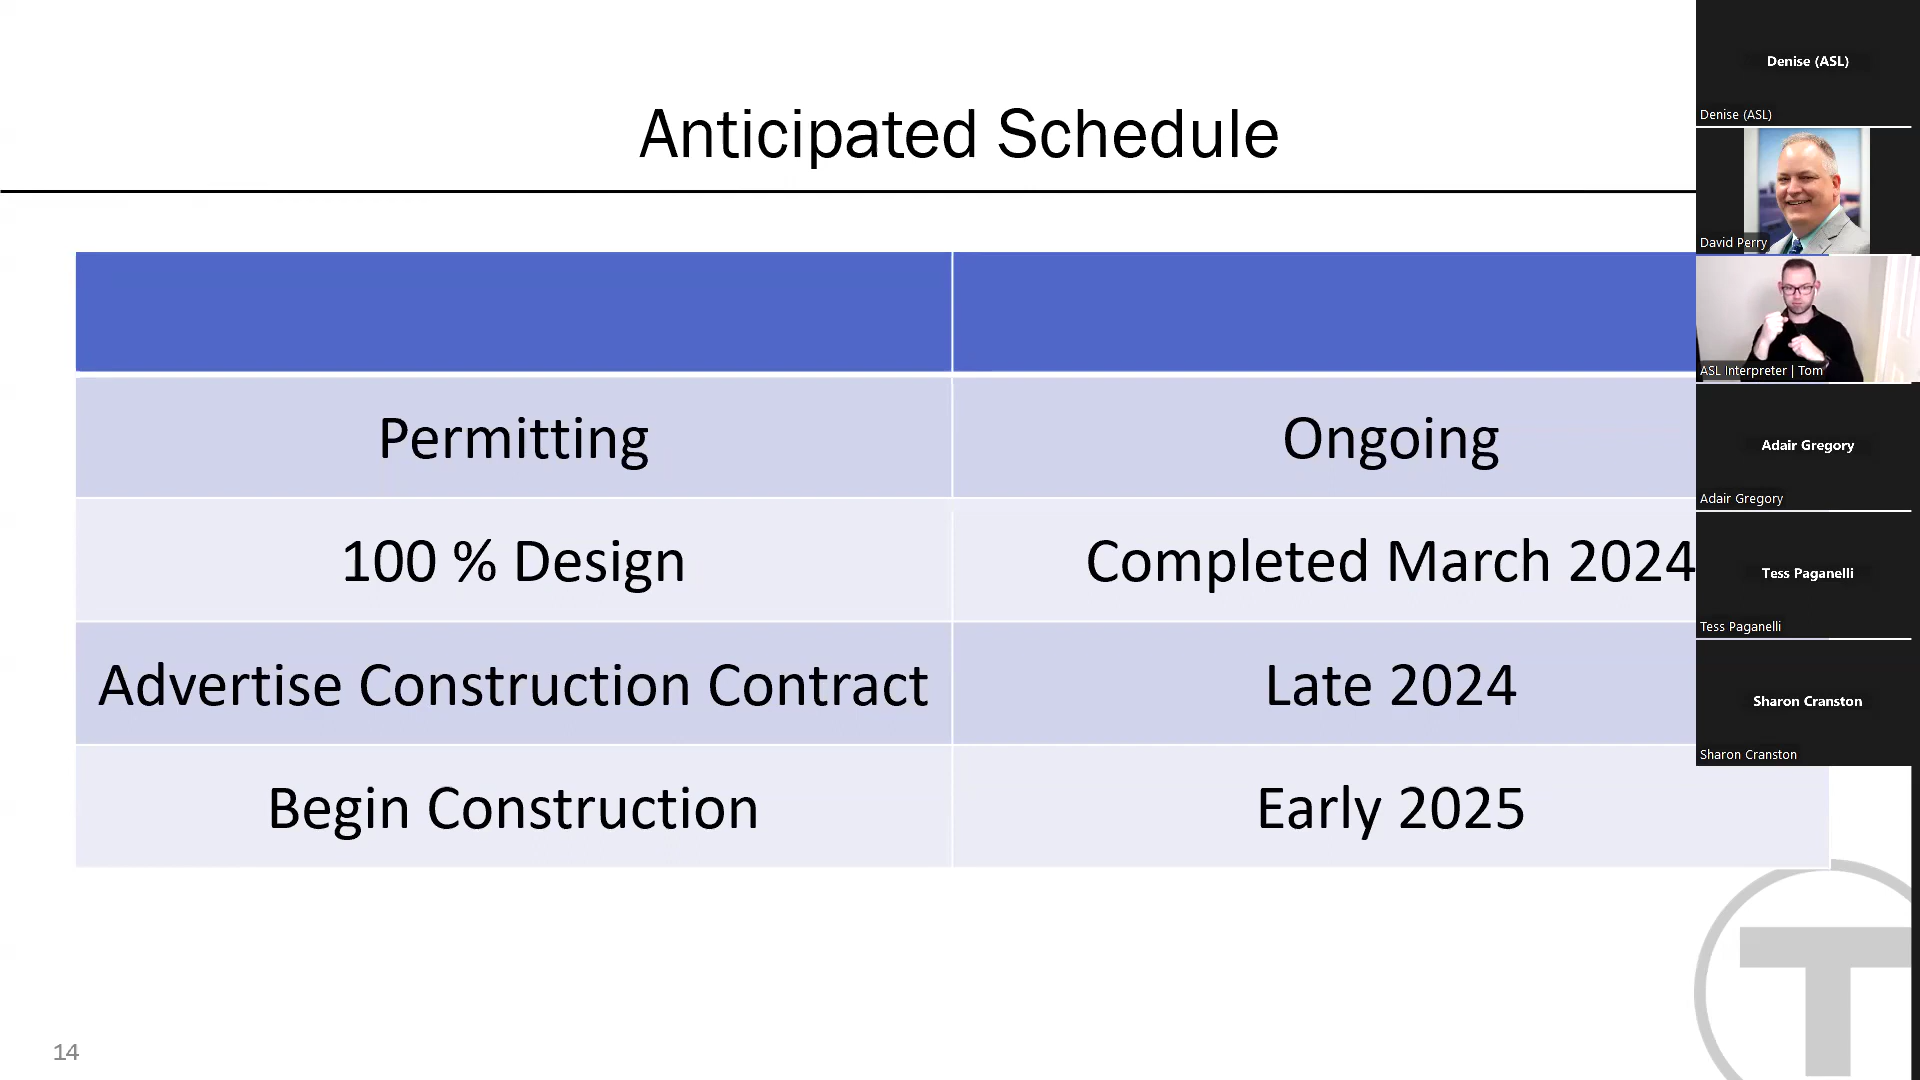 Anticipated Schedule
Permitting
Ongoing
100 % Design
Completed March 2024
Advertise Construction Contract
Late 2024
Begin Construction
Early 2025
14
T
Denise (ASL)
Denise (ASL)
David Perry
ASL Interpreter | Tom
Adair Gregory
Adair Gregory
Tess Paganelli
Tess Paganelli
Sharon Cranston
Sharon Cranston